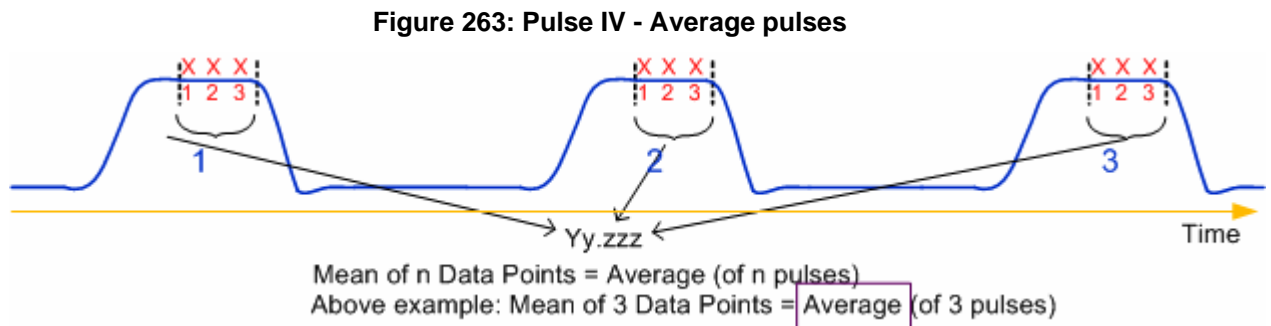 Figure 263: Pulse IV - Average pulses
X X X X X X X X X
1 2 3 1 2 3 1 2 3
1 2 3
Yy.zzz
Time
Mean of n Data Points = Average (of n pulses)
Above example: Mean of 3 Data Points = Average (of 3 pulses)